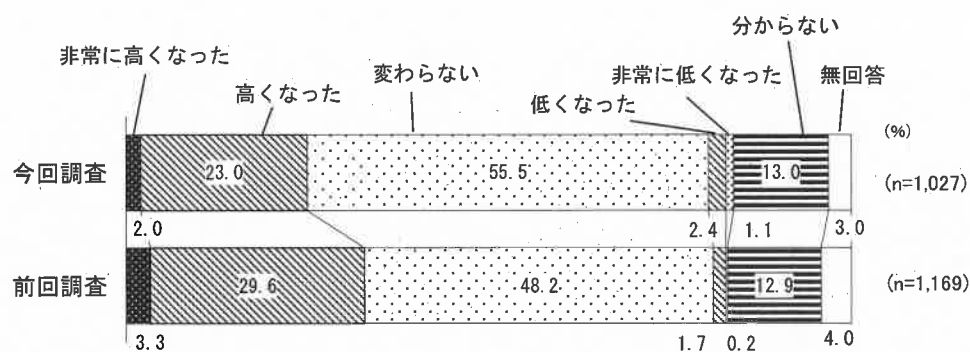 分からない
非常に高くなった 変わらない 非常に低くなった 無回答
高くなった 低くなった
(%)
今回調査 23.0 55.5 13.0 (n=1,027)
2.0 2.4 1.1 3.0
前回調査 29.6 48.2 12.9 (n=1,169)
3.3 1.7 0.2 4.0